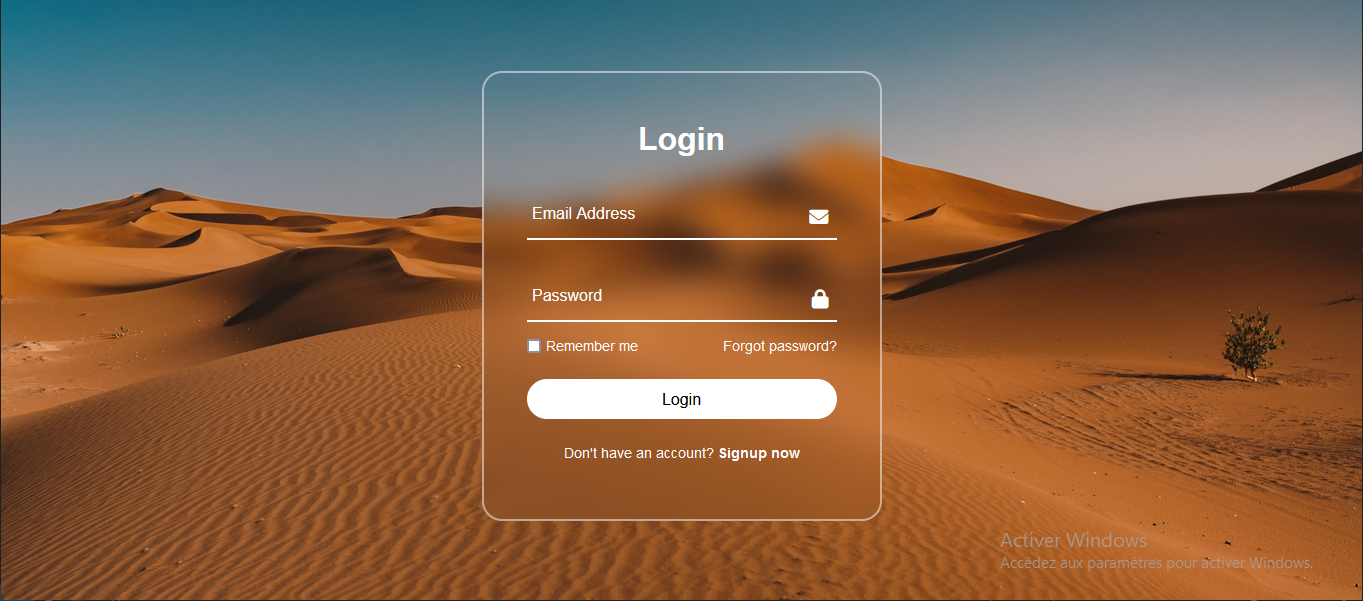 Login
Email Address
Password
Remember me Forgot password?
Login
Don't have an account? Signup now
Activer Windows
Accédez aux paramètres pour activer Windows.